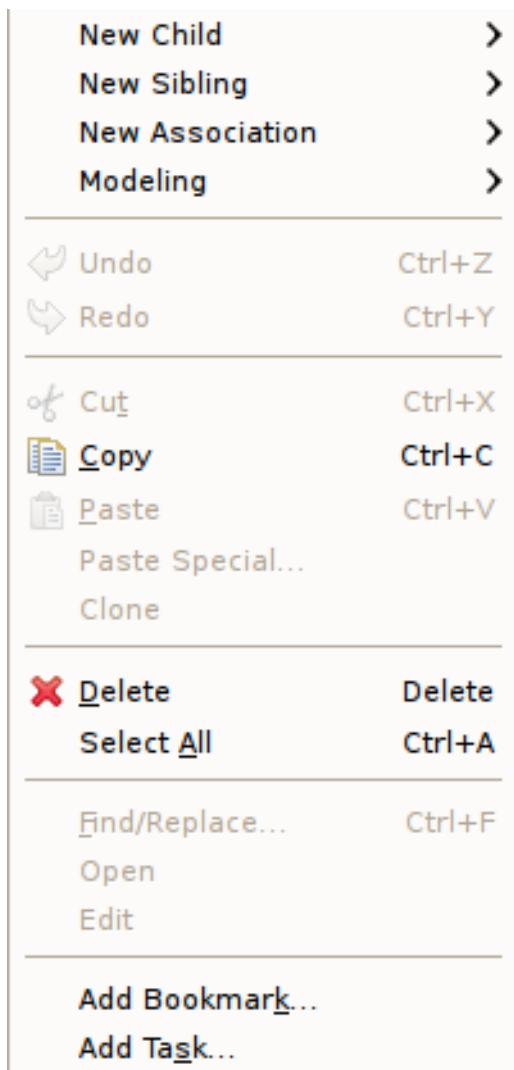 New Child
New Sibling
New Association
Modeling
Undo Ctrl+Z
Redo Ctrl+Y
Cut Ctrl+X
Copy Ctrl+C
Paste Ctrl+V
Paste Special...
Clone
Delete Delete
Select All Ctrl+A
Find/Replace... Ctrl+F
Open
Edit
Add Bookmark...
Add Task...